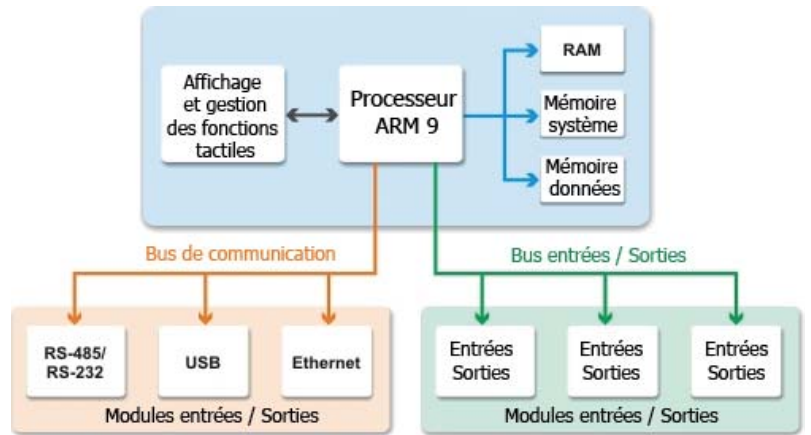 Affichage
et gestion
des fonctions
tactiles
Processeur
ARM 9
RAM
Mémoire
système
Mémoire
données
Bus de communication
Bus entrées / Sorties
RS-485/
RS-232
USB
Ethernet
Modules entrées / Sorties
Entrées
Sorties
Entrées
Sorties
Entrées
Sorties
Modules entrées / Sorties